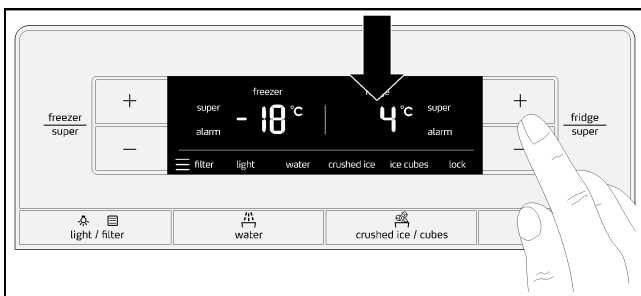 freezer
super
+
−
freezer
super
alarm
-18 °C
4 °C
super
alarm
filter light water crushed ice ice cubes lock
+
−
fridge
super
light / filter
water
crushed ice / cubes